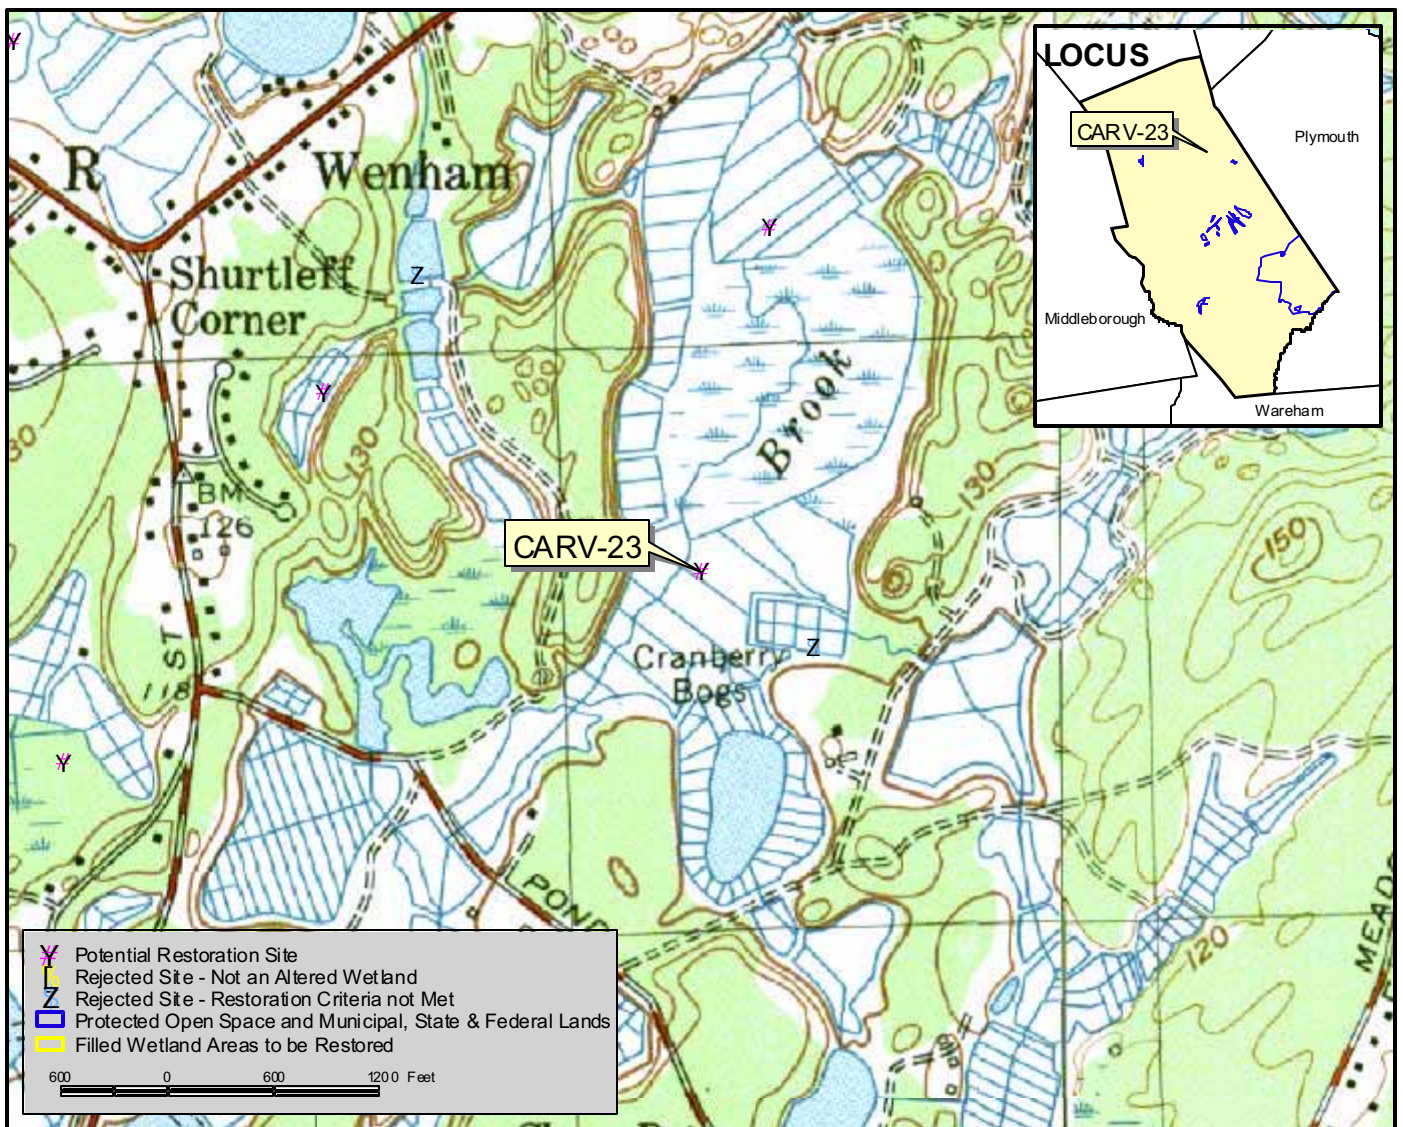 LOCUS
CARV-23
Plymouth
Middleborough
Wareham
R
Wenham
Shurtleff
Corner
Brook
130
130
130
150
BM
126
CARV-23
Cranberry
Bogs
ST
118
POND
120
MEADO
Y
Y
Y
Y
Y
Z
Z
Y Potential Restoration Site
[ Rejected Site - Not an Altered Wetland
Z Rejected Site - Restoration Criteria not Met
Protected Open Space and Municipal, State & Federal Lands
Filled Wetland Areas to be Restored
600 0 600 1200 Feet